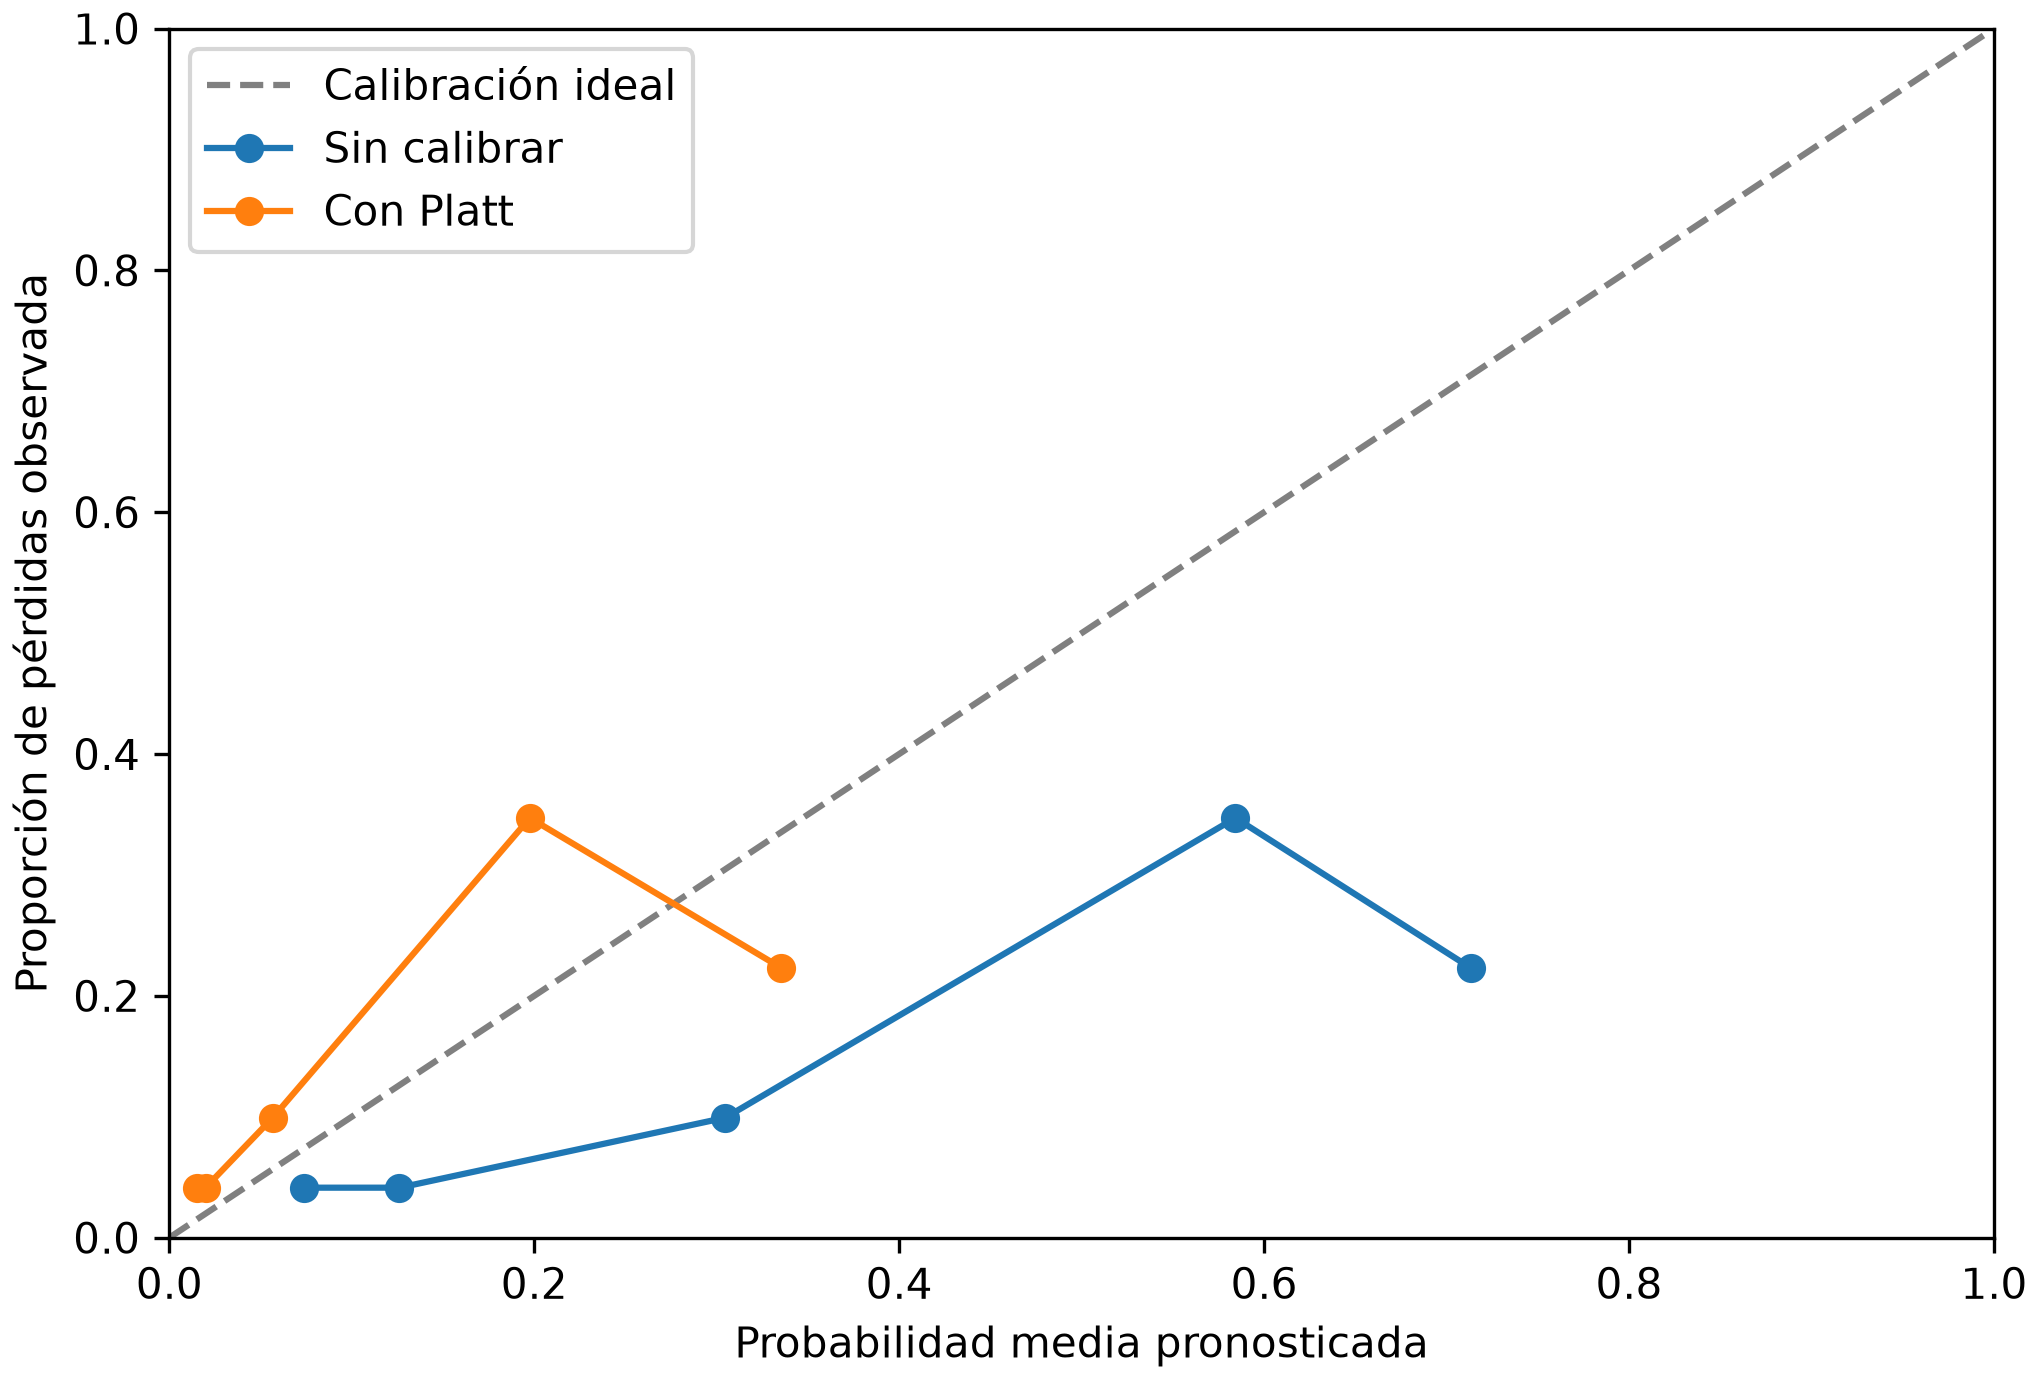 Calibración ideal
Sin calibrar
Con Platt
Proporción de pérdidas observada
1.0
0.8
0.6
0.4
0.2
0.0
0.0 0.2 0.4 0.6 0.8 1.0
Probabilidad media pronosticada